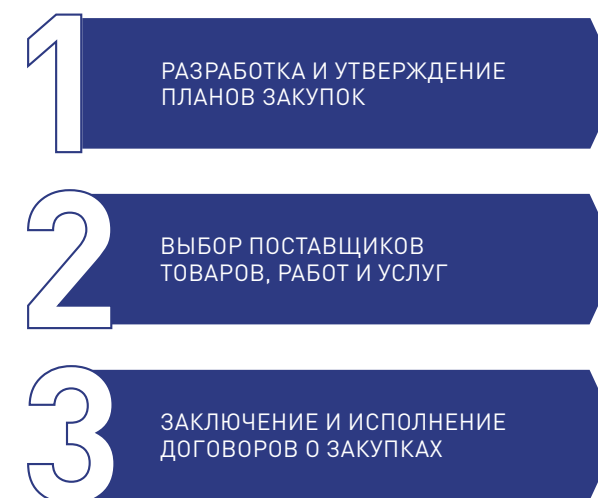 1
РАЗРАБОТКА И УТВЕРЖДЕНИЕ
ПЛАНОВ ЗАКУПОК
2
ВЫБОР ПОСТАВЩИКОВ
ТОВАРОВ, РАБОТ И УСЛУГ
3
ЗАКЛЮЧЕНИЕ И ИСПОЛНЕНИЕ
ДОГОВОРОВ О ЗАКУПКАХ